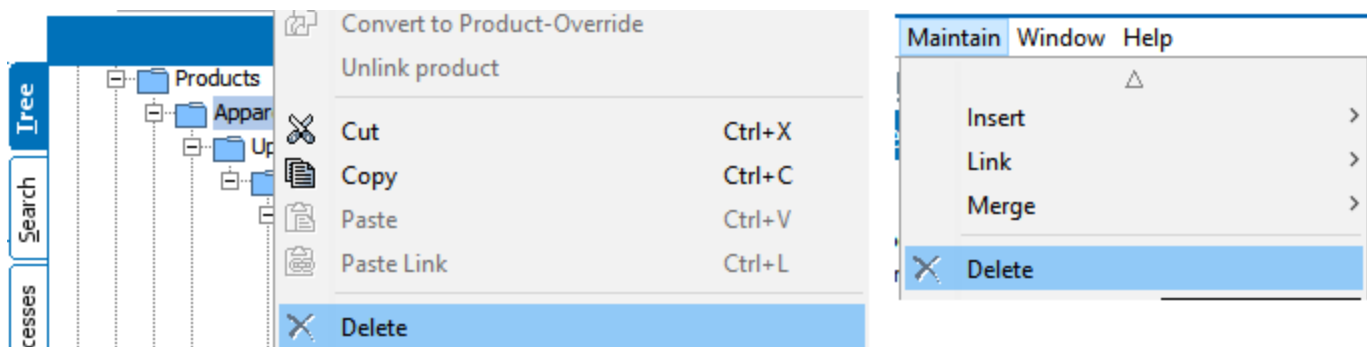 Tree
Search
cesses
Products
Appar
Up
Convert to Product-Override
Unlink product
Cut Ctrl+X
Copy Ctrl+C
Paste Ctrl+V
Paste Link Ctrl+L
Delete
Maintain Window Help
Insert
Link
Merge
Delete